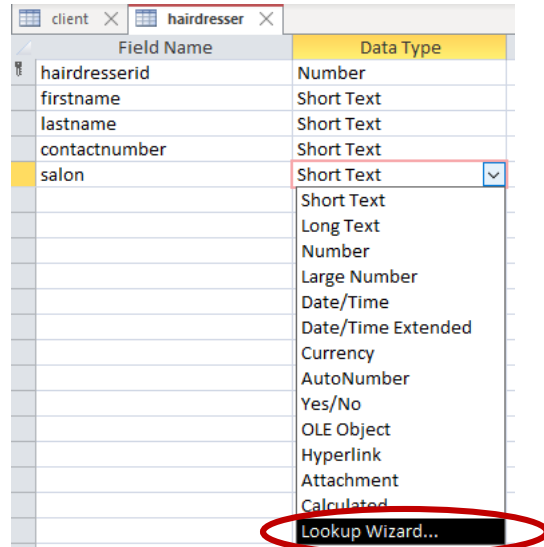 client hairdresser
Field Name Data Type
hairdresserid Number
firstname Short Text
lastname Short Text
contactnumber Short Text
salon Short Text
Short Text
Long Text
Number
Large Number
Date/Time
Date/Time Extended
Currency
AutoNumber
Yes/No
OLE Object
Hyperlink
Attachment
Calculated
Lookup Wizard...